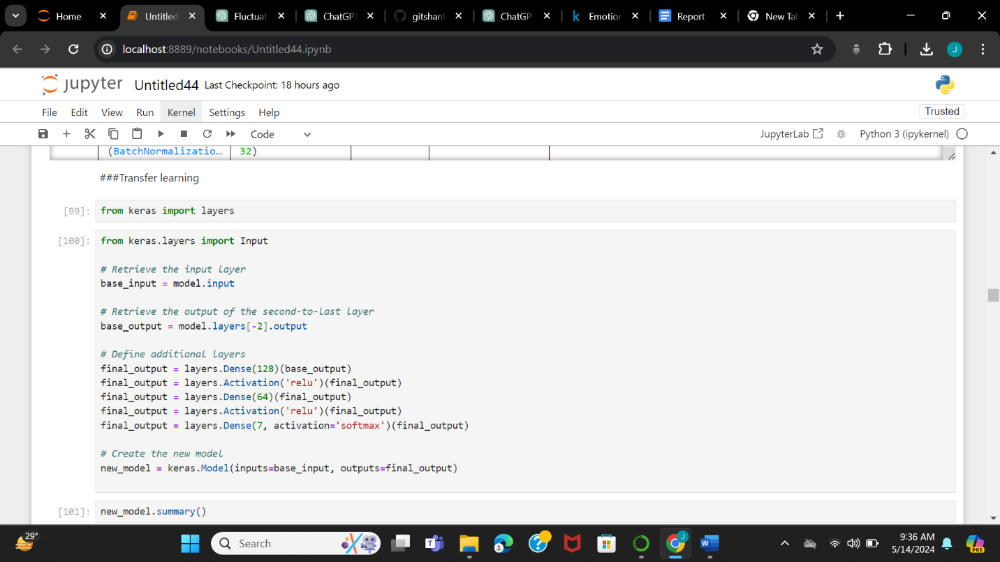 Home
Untitled
Fluctuat
ChatGP
gitshan
ChatGP
Emotion
Report
New Tal
localhost:8889/notebooks/Untitled44.ipynb
J
jupyter Untitled44 Last Checkpoint: 18 hours ago
File Edit View Run Kernel Settings Help Trusted
Code JupyterLab Python 3 (ipykernel)
(BatchNormalizatio… 32)
###Transfer learning
[99]: from keras import layers
[100]: from keras.layers import Input
# Retrieve the input layer
base_input = model.input
# Retrieve the output of the second-to-last layer
base_output = model.layers[-2].output
# Define additional layers
final_output = layers.Dense(128)(base_output)
final_output = layers.Activation('relu')(final_output)
final_output = layers.Dense(64)(final_output)
final_output = layers.Activation('relu')(final_output)
final_output = layers.Dense(7, activation='softmax')(final_output)
# Create the new model
new_model = keras.Model(inputs=base_input, outputs=final_output)
[101]: new_model.summary()
29°
Search
9:36 AM
5/14/2024
PRE